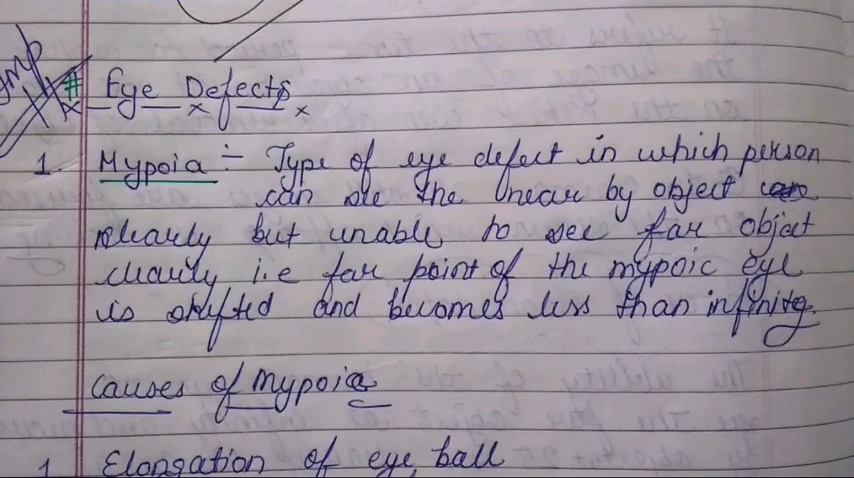 Imp
# Eye Defects
1. Mypoia :- Type of eye defect in which person
can see the near by object
clearly but unable to see far object
clearly i.e far point of the mypoic eye
is shifted and becomes less than infinity.
Causes of Mypoia
1 Elongation of eye ball